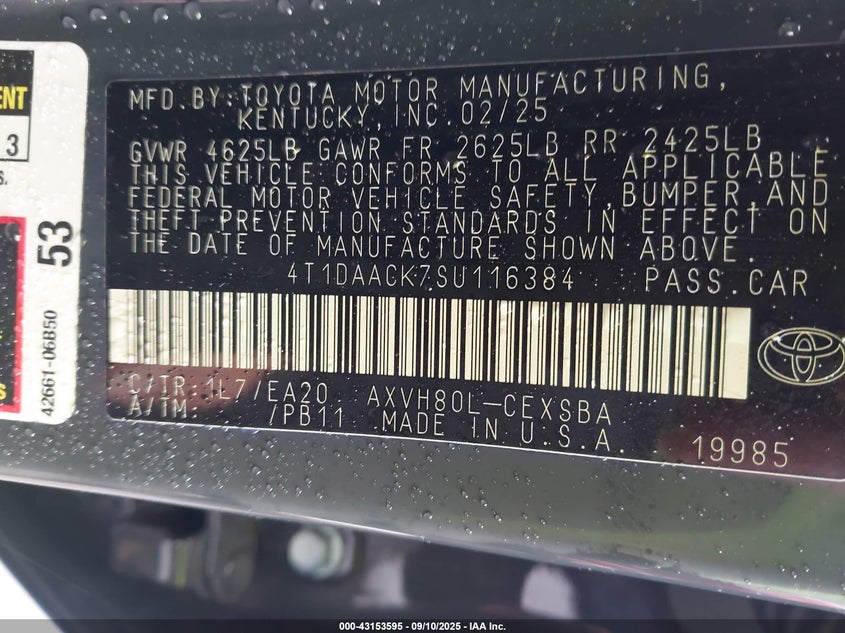 MFD.BY:TOYOTA MOTOR MANUFACTURING,
KENTUCKY,INC.02/25
GVWR 4625LB GAWR FR 2625LB RR 2425LB
THIS VEHICLE CONFORMS TO ALL APPLICABLE
FEDERAL MOTOR VEHICLE SAFETY,BUMPER,AND
THEFT PREVENTION STANDARDS IN EFFECT ON
THE DATE OF MANUFACTURE SHOWN ABOVE.
4T1DAACK7SU116384 PASS.CAR
C/TR:1L7/EA20 AXVH80L-CEXSBA
A/TM: /PB11 MADE IN U.S.A. 19985
3
53
42661-06B50
000-43153595 - 09/10/2025 - IAA Inc.